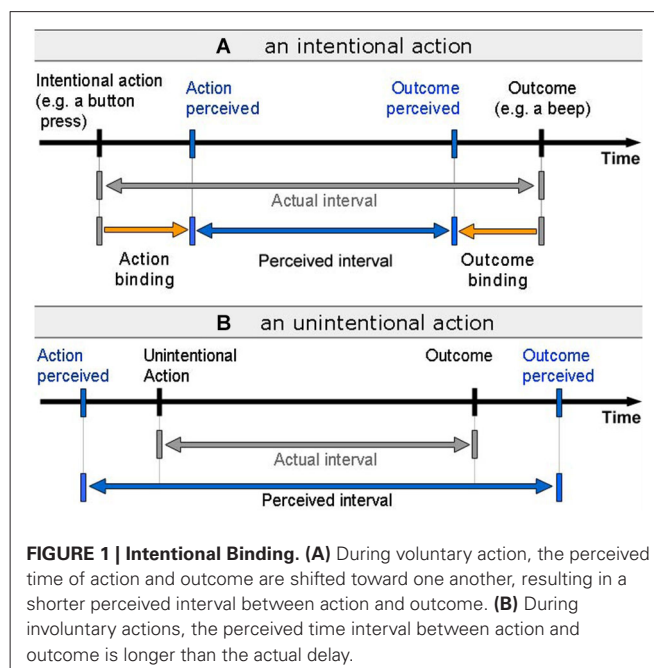 A an intentional action
Intentional action
(e.g. a button
press)
Action
perceived
Outcome
perceived
Outcome
(e.g. a beep)
Time
Actual interval
Action
binding
Perceived interval
Outcome
binding
B an unintentional action
Action
perceived
Unintentional
Action
Outcome
Outcome
perceived
Time
Actual interval
Perceived interval
FIGURE 1 | Intentional Binding. (A) During voluntary action, the perceived
time of action and outcome are shifted toward one another, resulting in a
shorter perceived interval between action and outcome. (B) During
involuntary actions, the perceived time interval between action and
outcome is longer than the actual delay.